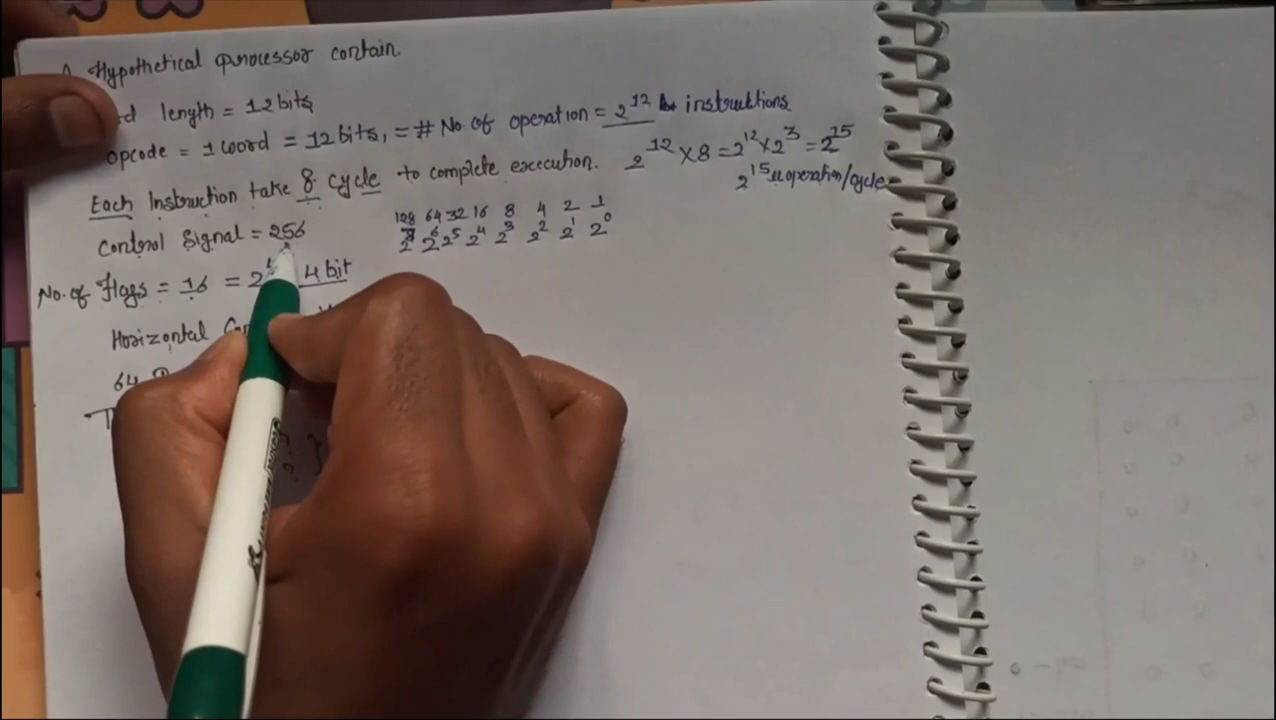 Hypothetical processor contain
length = 12 bits
opcode = 1 word = 12 bits, = # No. of operation = 2^12 instructions
Each Instruction take 8 cycle to complete execution. 2^12 × 8 = 2^12 × 2^3 = 2^15
2^15 μoperation/cycle
128 64 32 16 8 4 2 1
Control Signal = 256
2^7 2^6 2^5 2^4 2^3 2^2 2^1 2^0
No. of Flags = 16 = 2 4 bit
Horizontal
64